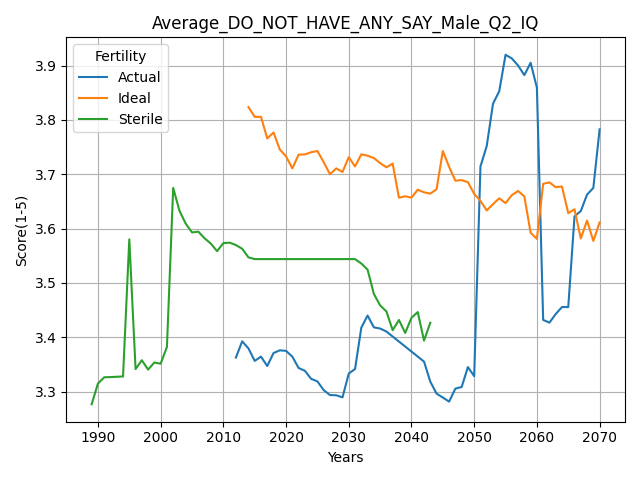 Average_DO_NOT_HAVE_ANY_SAY_Male_Q2_IQ
Fertility
Actual
Ideal
Sterile
Score(1-5)
3.9
3.8
3.7
3.6
3.5
3.4
3.3
1990 2000 2010 2020 2030 2040 2050 2060 2070
Years